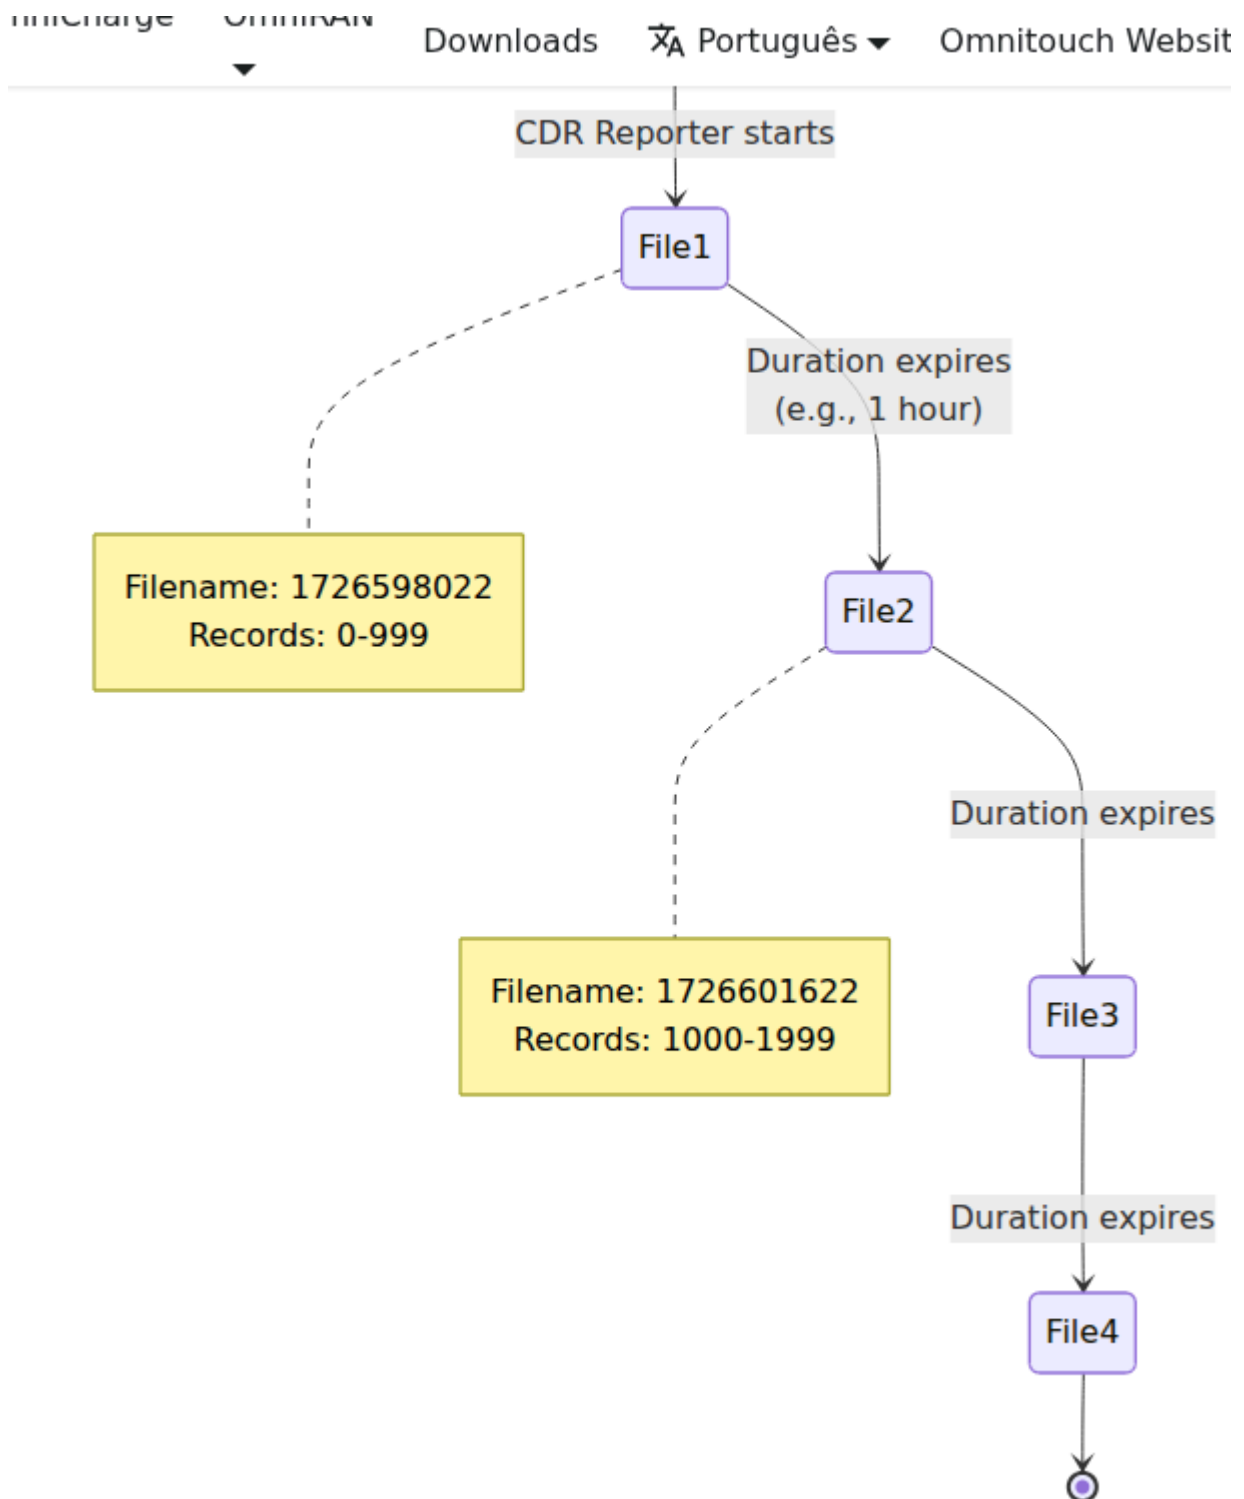 Downloads
Português
Omnitouch
CDR Reporter starts
File1
Duration expires
(e.g., 1 hour)
Filename: 1726598022
Records: 0-999
File2
Duration expires
Filename: 1726601622
Records: 1000-1999
File3
Duration expires
File4